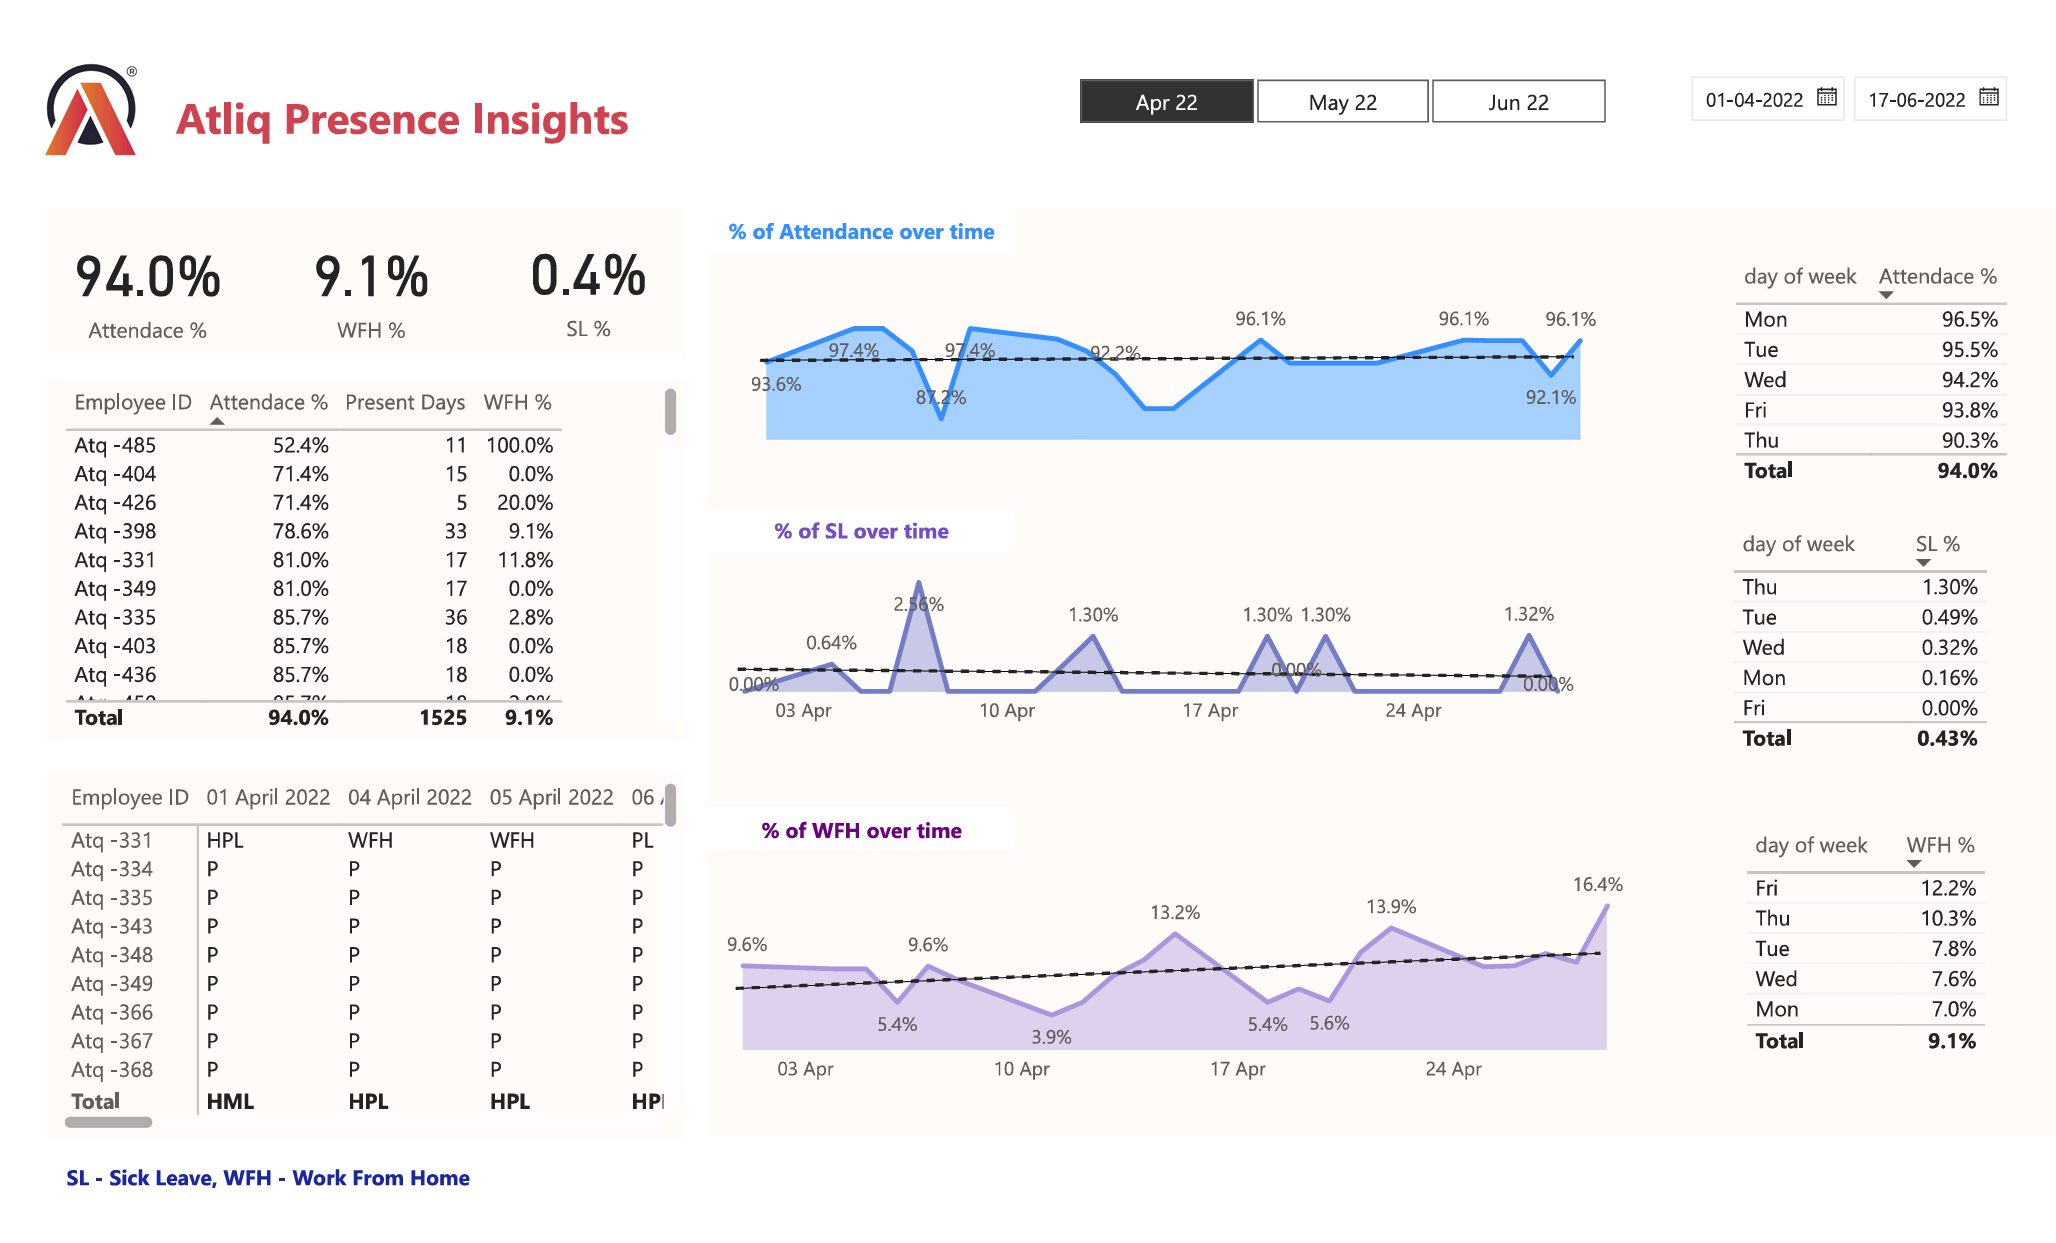 ®
Atliq Presence Insights
Apr 22 May 22 Jun 22
01-04-2022 17-06-2022
94.0% 9.1% 0.4%
Attendace % WFH % SL %
Employee ID Attendace % Present Days WFH %
Atq -485 52.4% 11 100.0%
Atq -404 71.4% 15 0.0%
Atq -426 71.4% 5 20.0%
Atq -398 78.6% 33 9.1%
Atq -331 81.0% 17 11.8%
Atq -349 81.0% 17 0.0%
Atq -335 85.7% 36 2.8%
Atq -403 85.7% 18 0.0%
Atq -436 85.7% 18 0.0%
Total 94.0% 1525 9.1%
Employee ID 01 April 2022 04 April 2022 05 April 2022 06
Atq -331 HPL WFH WFH PL
Atq -334 P P P P
Atq -335 P P P P
Atq -343 P P P P
Atq -348 P P P P
Atq -349 P P P P
Atq -366 P P P P
Atq -367 P P P P
Atq -368 P P P P
Total HML HPL HPL
% of Attendance over time
96.1% 96.1% 96.1%
97.4% 97.4% 92.2%
93.6% 87.2% 92.1%
% of SL over time
2.56%
1.30% 1.30% 1.30% 1.32%
0.64%
0.00% 0.00% 0.00%
03 Apr 10 Apr 17 Apr 24 Apr
% of WFH over time
16.4%
13.2% 13.9%
9.6% 9.6%
5.4% 3.9% 5.4% 5.6%
03 Apr 10 Apr 17 Apr 24 Apr
day of week Attendace %
Mon 96.5%
Tue 95.5%
Wed 94.2%
Fri 93.8%
Thu 90.3%
Total 94.0%
day of week SL %
Thu 1.30%
Tue 0.49%
Wed 0.32%
Mon 0.16%
Fri 0.00%
Total 0.43%
day of week WFH %
Fri 12.2%
Thu 10.3%
Tue 7.8%
Wed 7.6%
Mon 7.0%
Total 9.1%
SL - Sick Leave, WFH - Work From Home